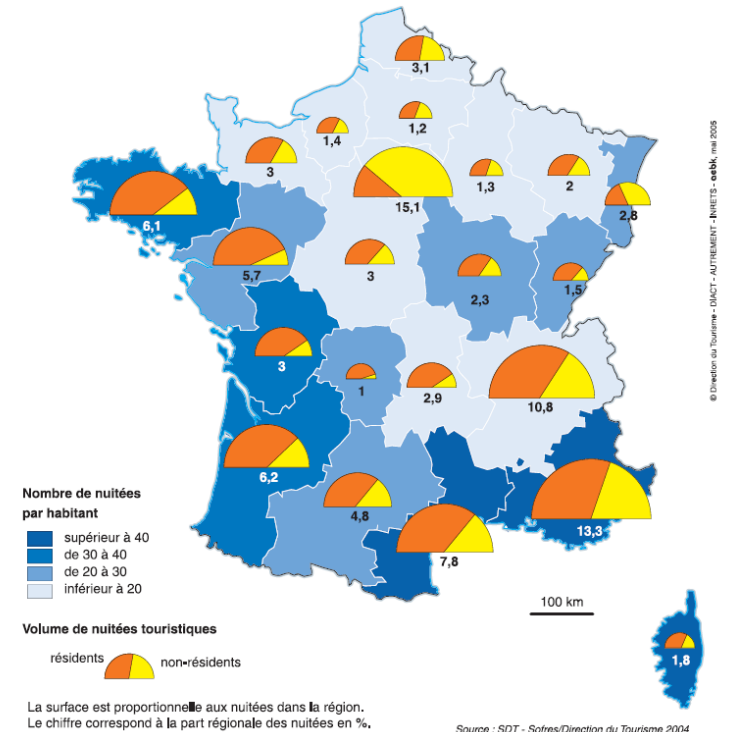 3,1
1,2
1,4
3
1,3
2
15,1
2,8
6,1
5,7
3
2,3
1,5
3
1
2,9
10,8
6,2
4,8
13,3
7,8
1,8
Nombre de nuitées
par habitant
supérieur à 40
de 30 à 40
de 20 à 30
inférieur à 20
100 km
Volume de nuitées touristiques
résidents
non-résidents
La surface est proportionnelle aux nuitées dans la région.
Le chiffre correspond à la part régionale des nuitées en %.
Source : SDT - Sofres/Direction du Tourisme 2004
© Direction du Tourisme - DIACT - AUTREMENT - INRETS - oebk, mai 2005